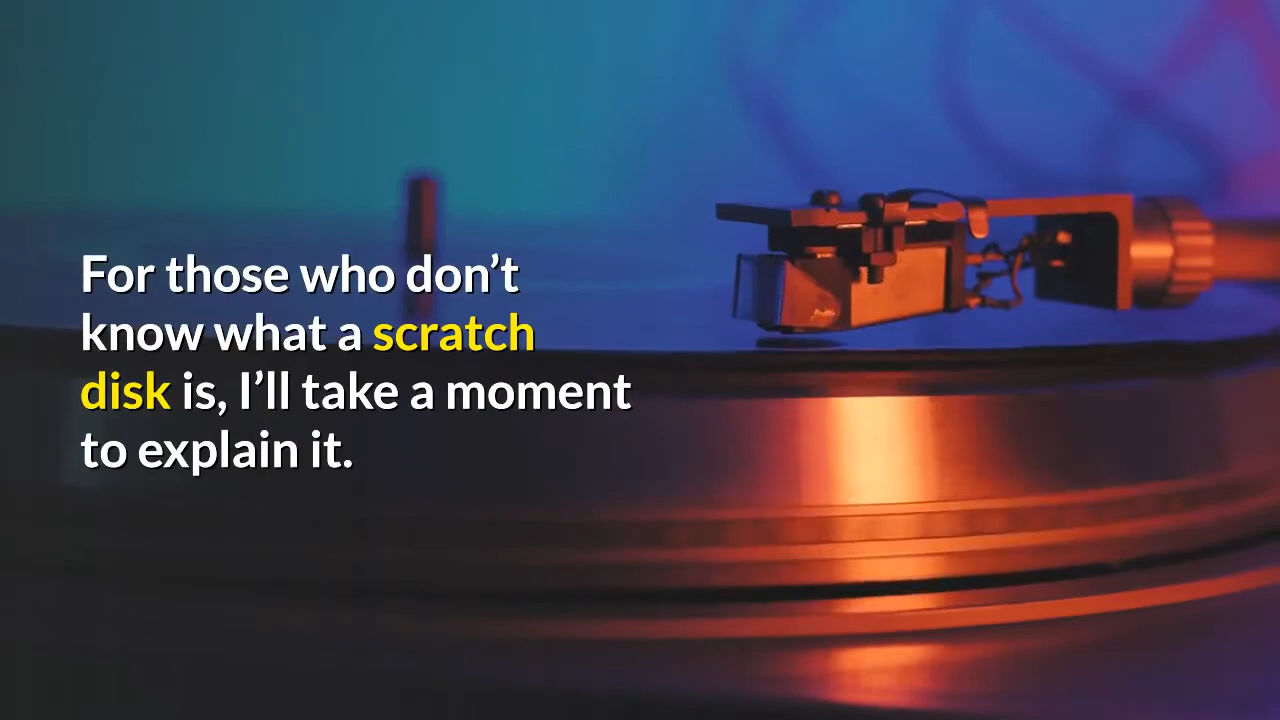 For those who don’t
know what a scratch
disk is, I’ll take a moment
to explain it.